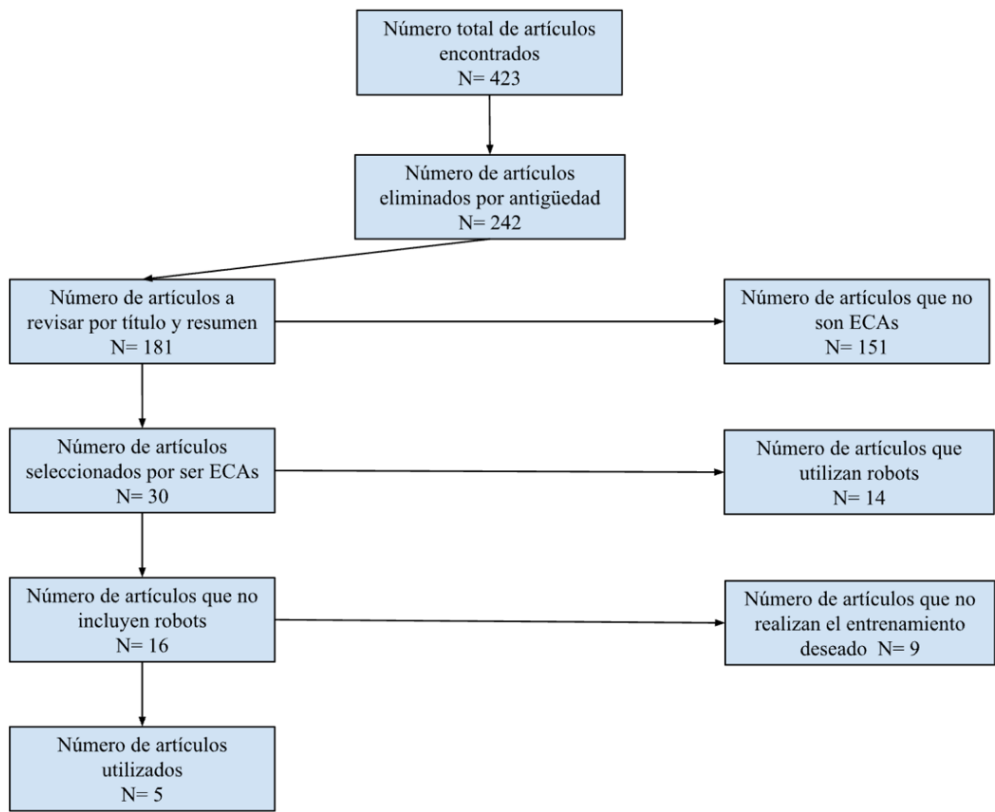 Número total de artículos
encontrados
N= 423
Número de artículos
eliminados por antigüedad
N= 242
Número de artículos a
revisar por título y resumen
N= 181
Número de artículos que no
son ECAs
N= 151
Número de artículos
seleccionados por ser ECAs
N= 30
Número de artículos que
utilizan robots
N= 14
Número de artículos que no
incluyen robots
N= 16
Número de artículos que no
realizan el entrenamiento
deseado N= 9
Número de artículos
utilizados
N= 5